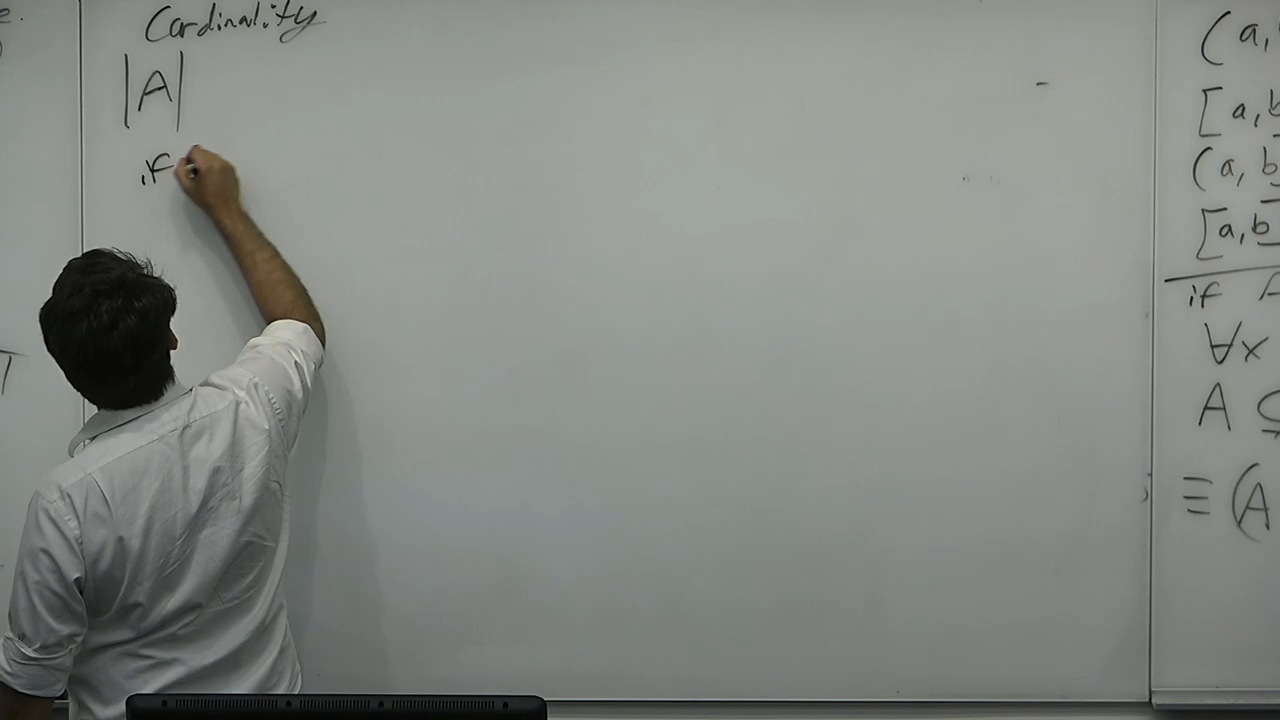 e.
Cardinality
|A|
if
(a,
[a,b
(a, b
[a,b
if A
∀x
A ⊆
≡ (A